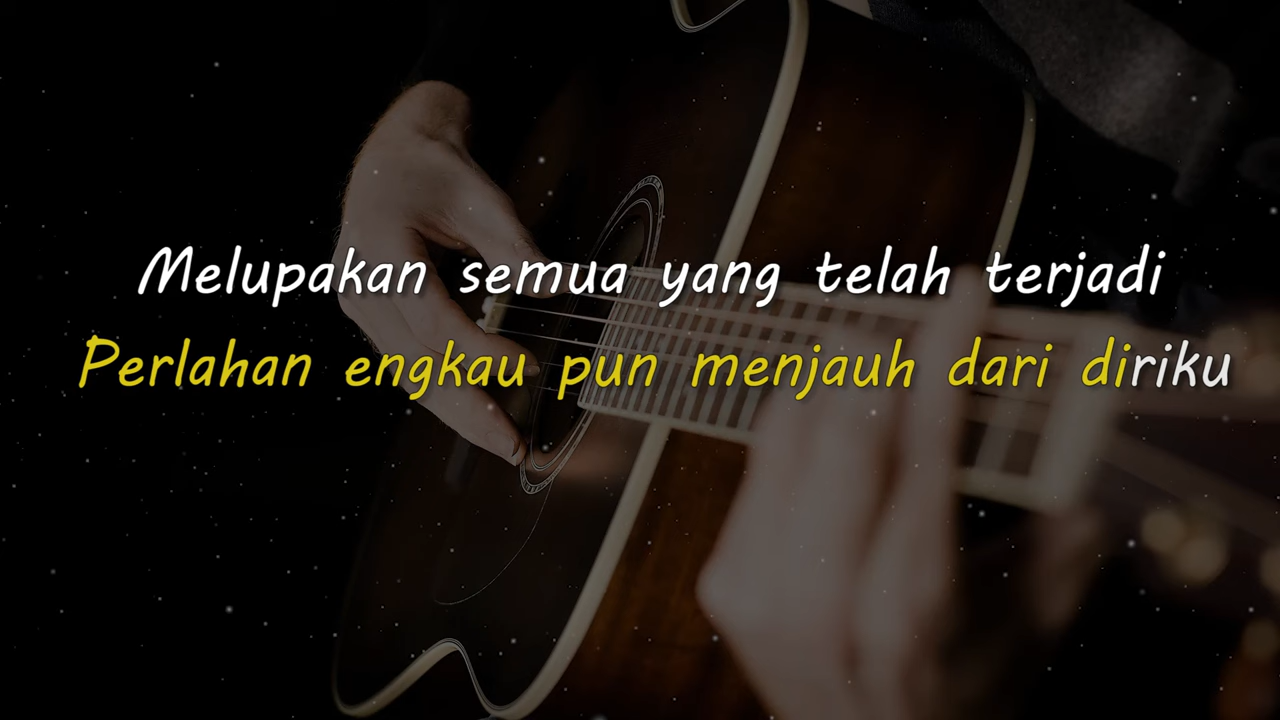 Melupakan semua yang telah terjadi
Perlahan engkau pun menjauh dari diriku